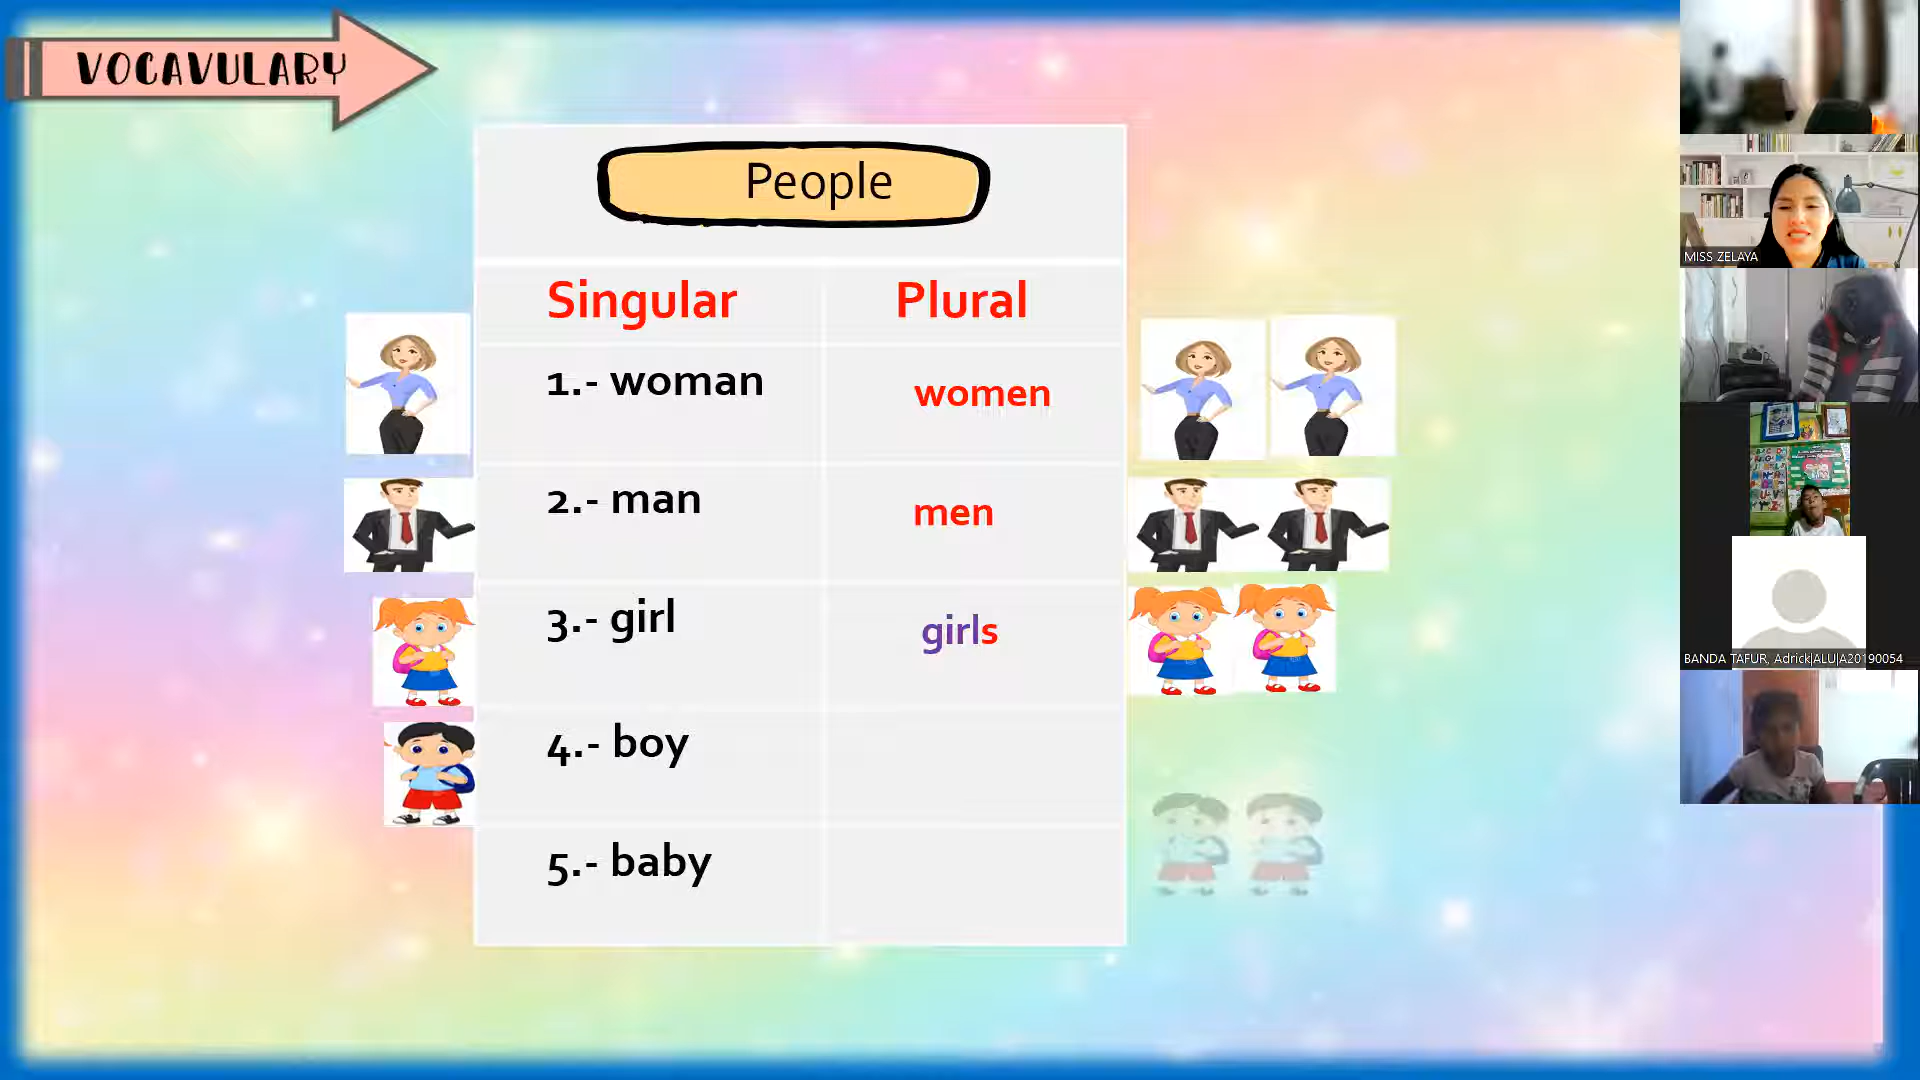 VOCAVULARY
People
Singular Plural
1.- woman women
2.- man men
3.- girl girls
4.- boy
5.- baby
MISS ZELAYA
BANDA TAFUR, Adrick|ALU|A20190054